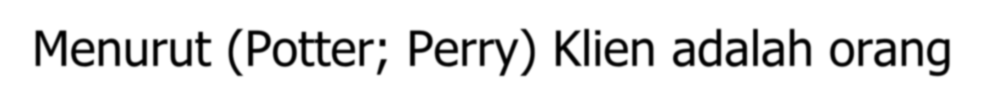 Menurut (Potter; Perry) Klien adalah orang